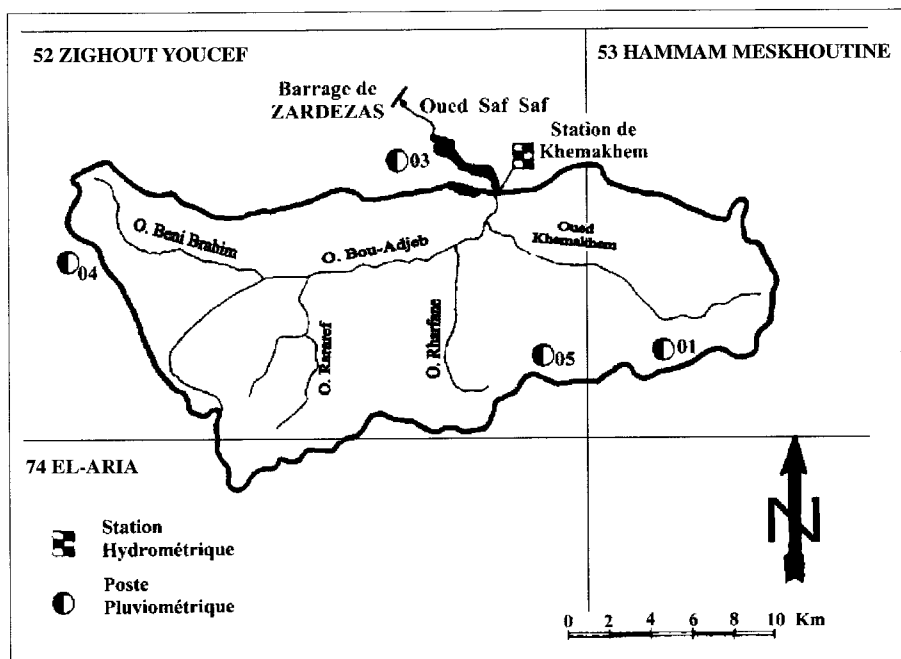 52 ZIGHOUT YOUCEF
53 HAMMAM MESKHOUTINE
Barrage de
ZARDEZAS
Oued Saf Saf
Station de
Khemakhem
03
O. Beni Brahim
O. Bou-Adjeb
Oued
Khemakhem
04
O. Rararef
O. Rharfane
05
01
74 EL-ARIA
Station
Hydrométrique
Poste
Pluviométrique
N
0 2 4 6 8 10 Km